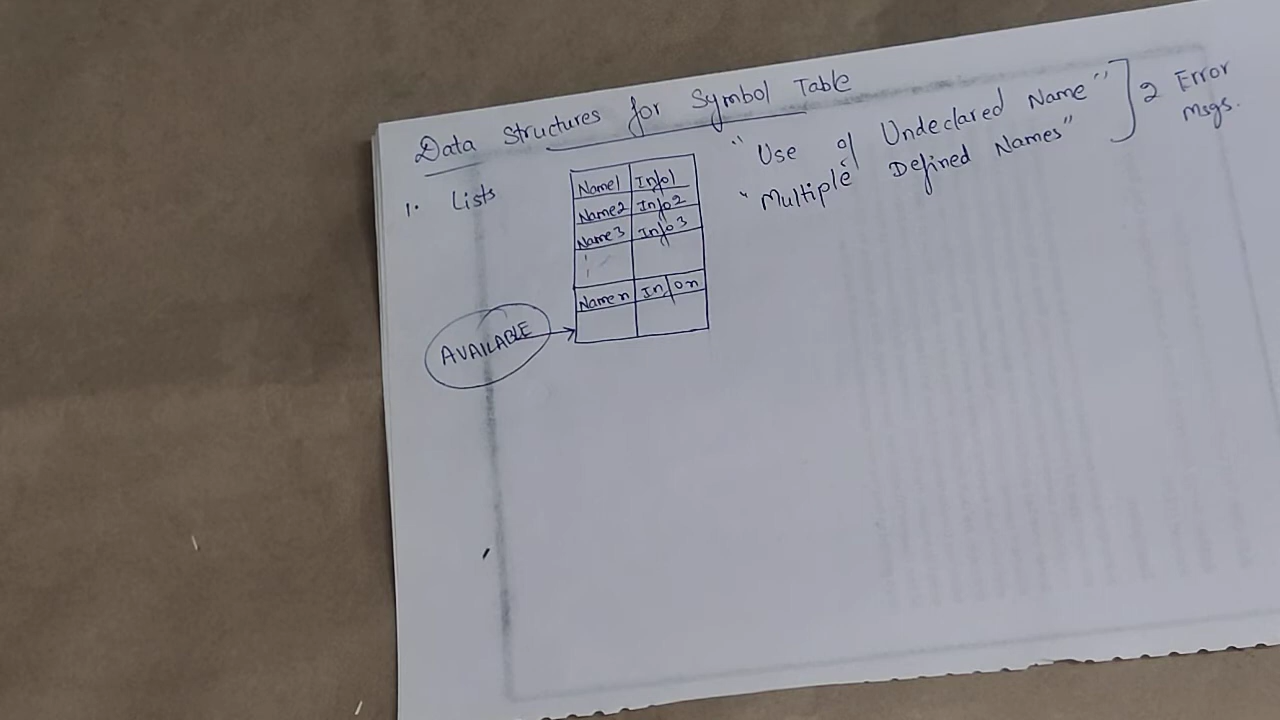 Data Structures for Symbol Table
1. Lists
Name1 Info1
Name2 Info2
Name3 Info3
Name n Info n
AVAILABLE
"Use of Undeclared Name"
"Multiple Defined Names"
2 Error
Msgs.